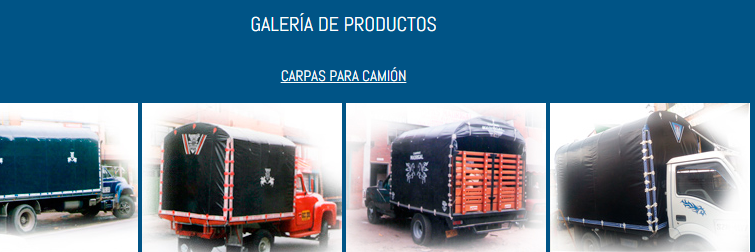 GALERÍA DE PRODUCTOS
CARPAS PARA CAMIÓN